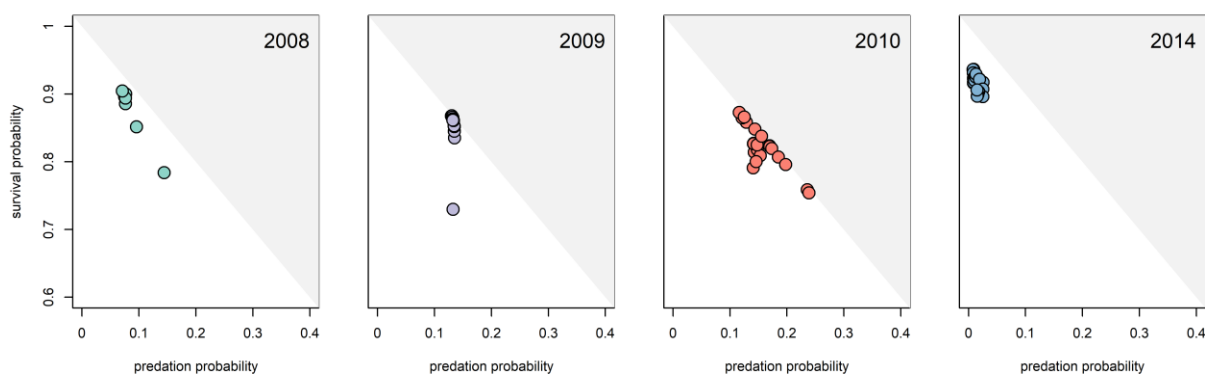 2008
2009
2010
2014
survival probability
1
0.9
0.8
0.7
0.6
0 0.1 0.2 0.3 0.4
0 0.1 0.2 0.3 0.4
0 0.1 0.2 0.3 0.4
0 0.1 0.2 0.3 0.4
predation probability
predation probability
predation probability
predation probability